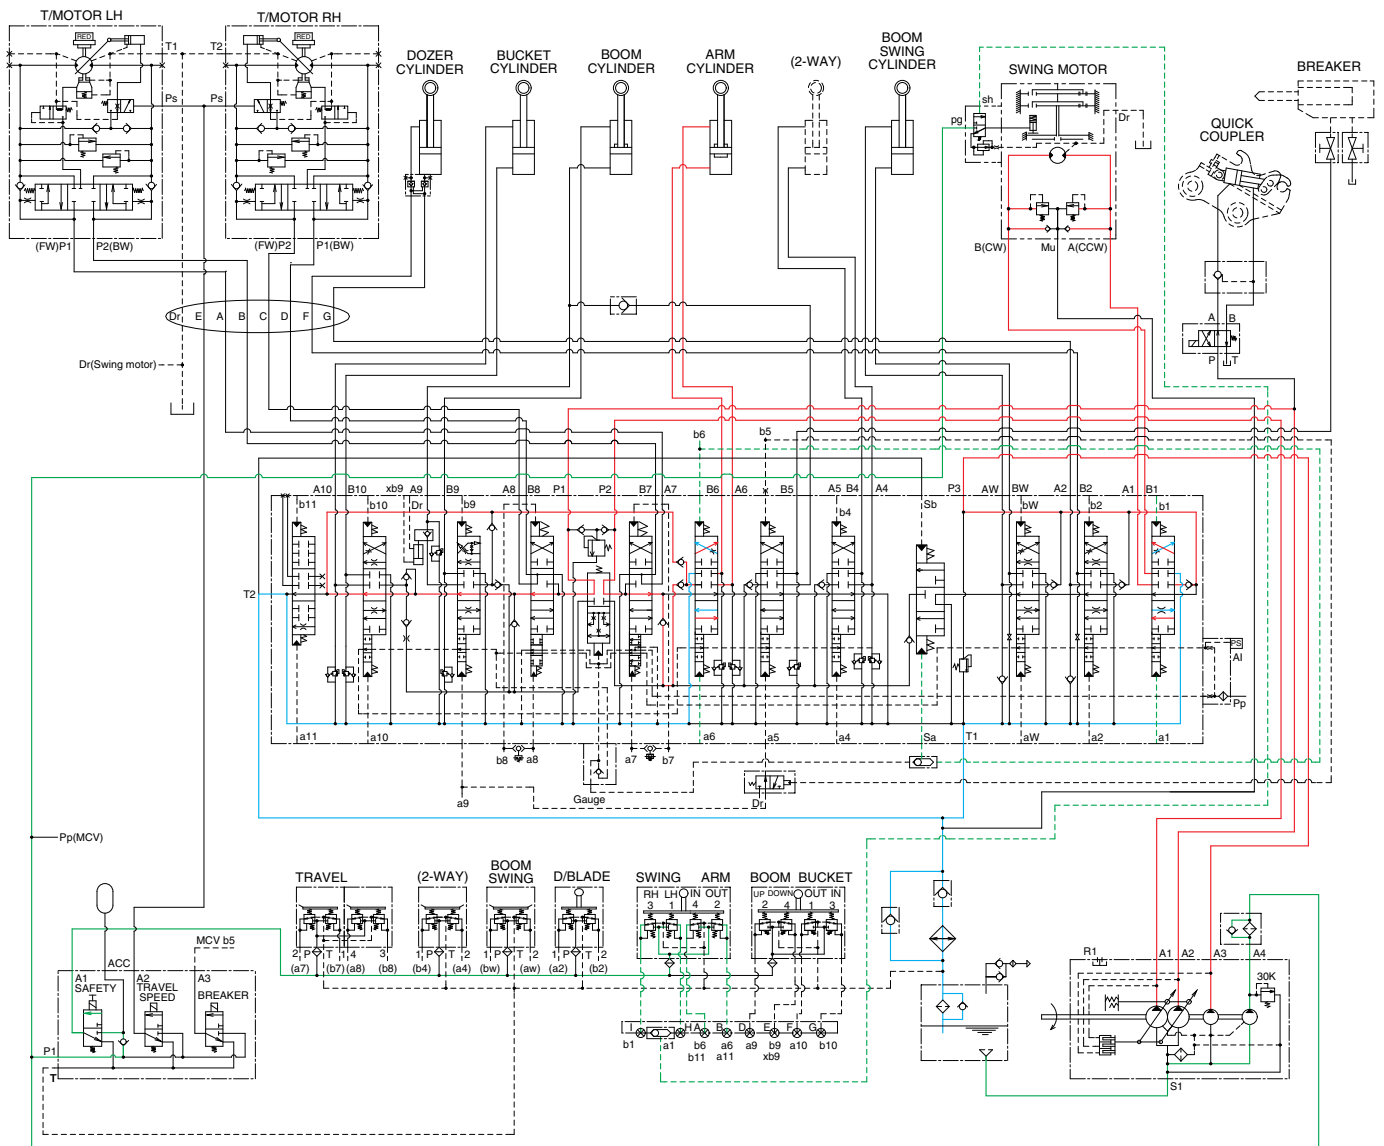 T/MOTOR LH
T/MOTOR RH
RED
RED
T1
T2
Ps
Ps
(FW)P1
P2(BW)
(FW)P2
P1(BW)
DOZER
CYLINDER
BUCKET
CYLINDER
BOOM
CYLINDER
ARM
CYLINDER
(2-WAY)
BOOM
SWING
CYLINDER
SWING MOTOR
sh
pg
Dr
B(CW)
Mu
A(CCW)
BREAKER
QUICK
COUPLER
A
B
P
T
Dr E A B C D F G
Dr(Swing motor)
b6
b5
A10 B10 xb9 A9 B9 A8 B8 P1 P2 B7 A7 B6 A6 B5 A5 B4 A4 P3 AW BW A2 B2 A1 B1
b11 b10 Dr b9 b4 Sb bW b2 b1
T2
PS
AI
Pp
a11 a10 a6 a5 a4 Sa T1 aW a2 a1
b8 a8 a7 b7
a9
Gauge
Dr
Pp(MCV)
TRAVEL
(2-WAY)
BOOM
SWING
D/BLADE
SWING ARM
RH LH IN OUT
3 1 4 2
BOOM BUCKET
UP DOWN OUT IN
2 4 1 3
2 P T 1 4 3
(a7) (b7) (a8) (b8)
1 P T 2
(b4) (a4)
1 P T 2
(bw) (aw)
1 P T 2
(a2) (b2)
MCV b5
ACC
A1
SAFETY
A2
TRAVEL
SPEED
A3
BREAKER
P1
T
I H A B D E F G
b1 a1 b6 a6 a9 b9 a10 b10
b11 a11 xb9
R1
A1 A2 A3 A4
30K
S1